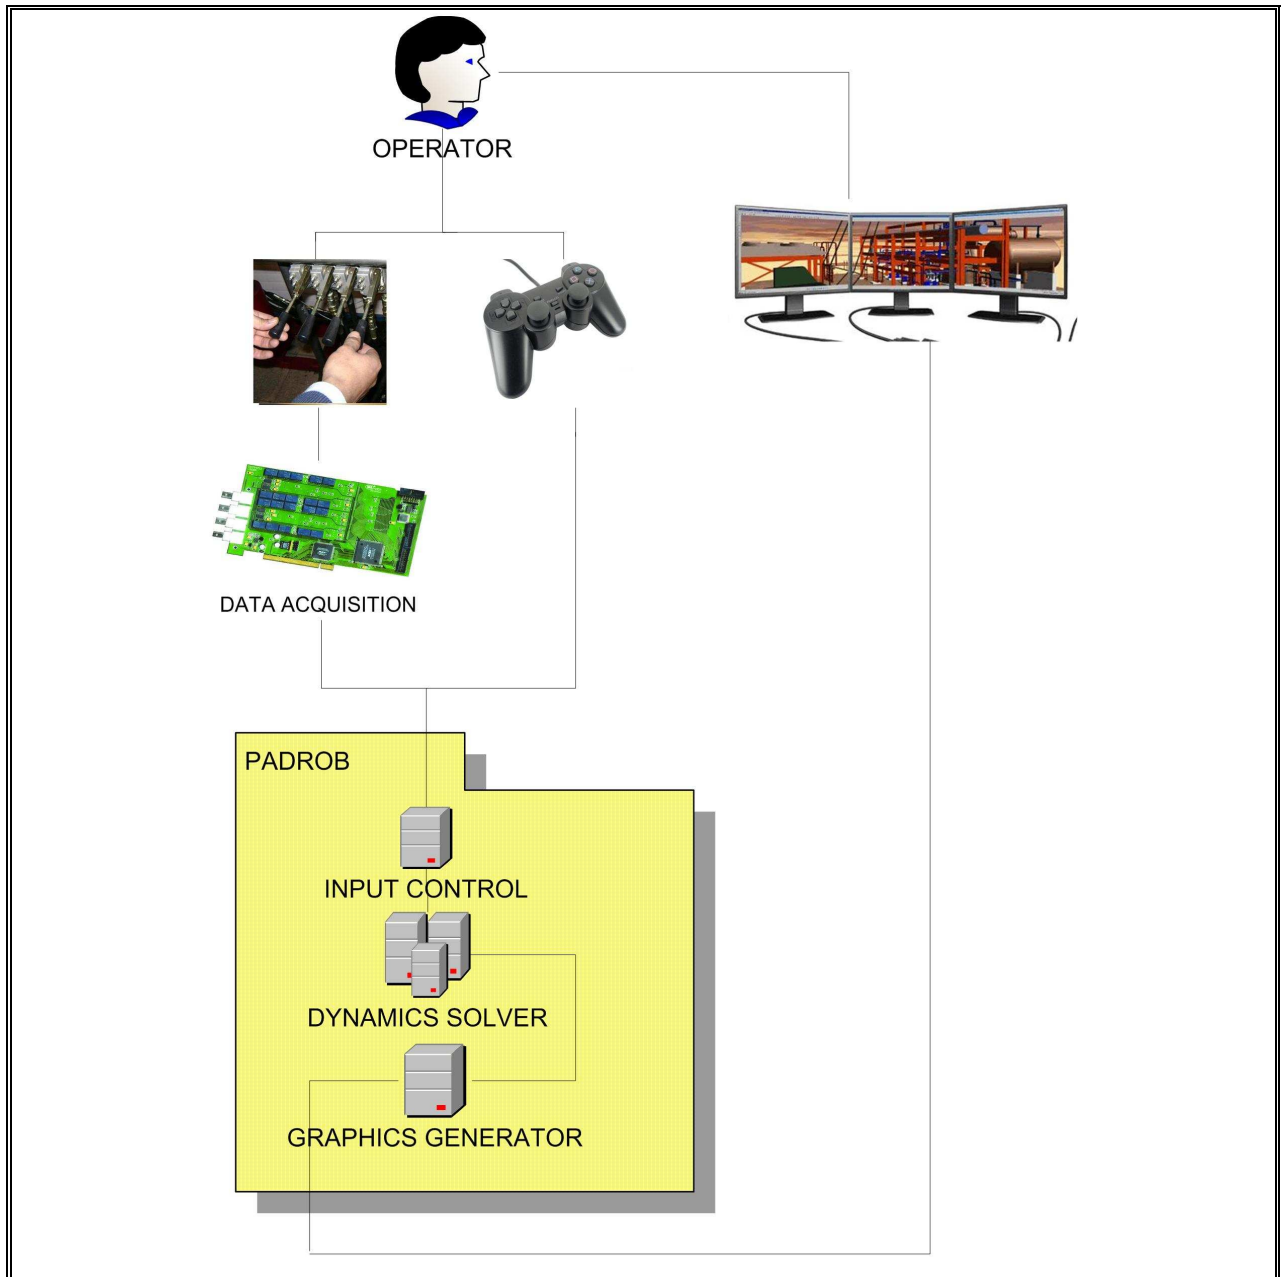 OPERATOR
DATA ACQUISITION
PADROB
INPUT CONTROL
DYNAMICS SOLVER
GRAPHICS GENERATOR